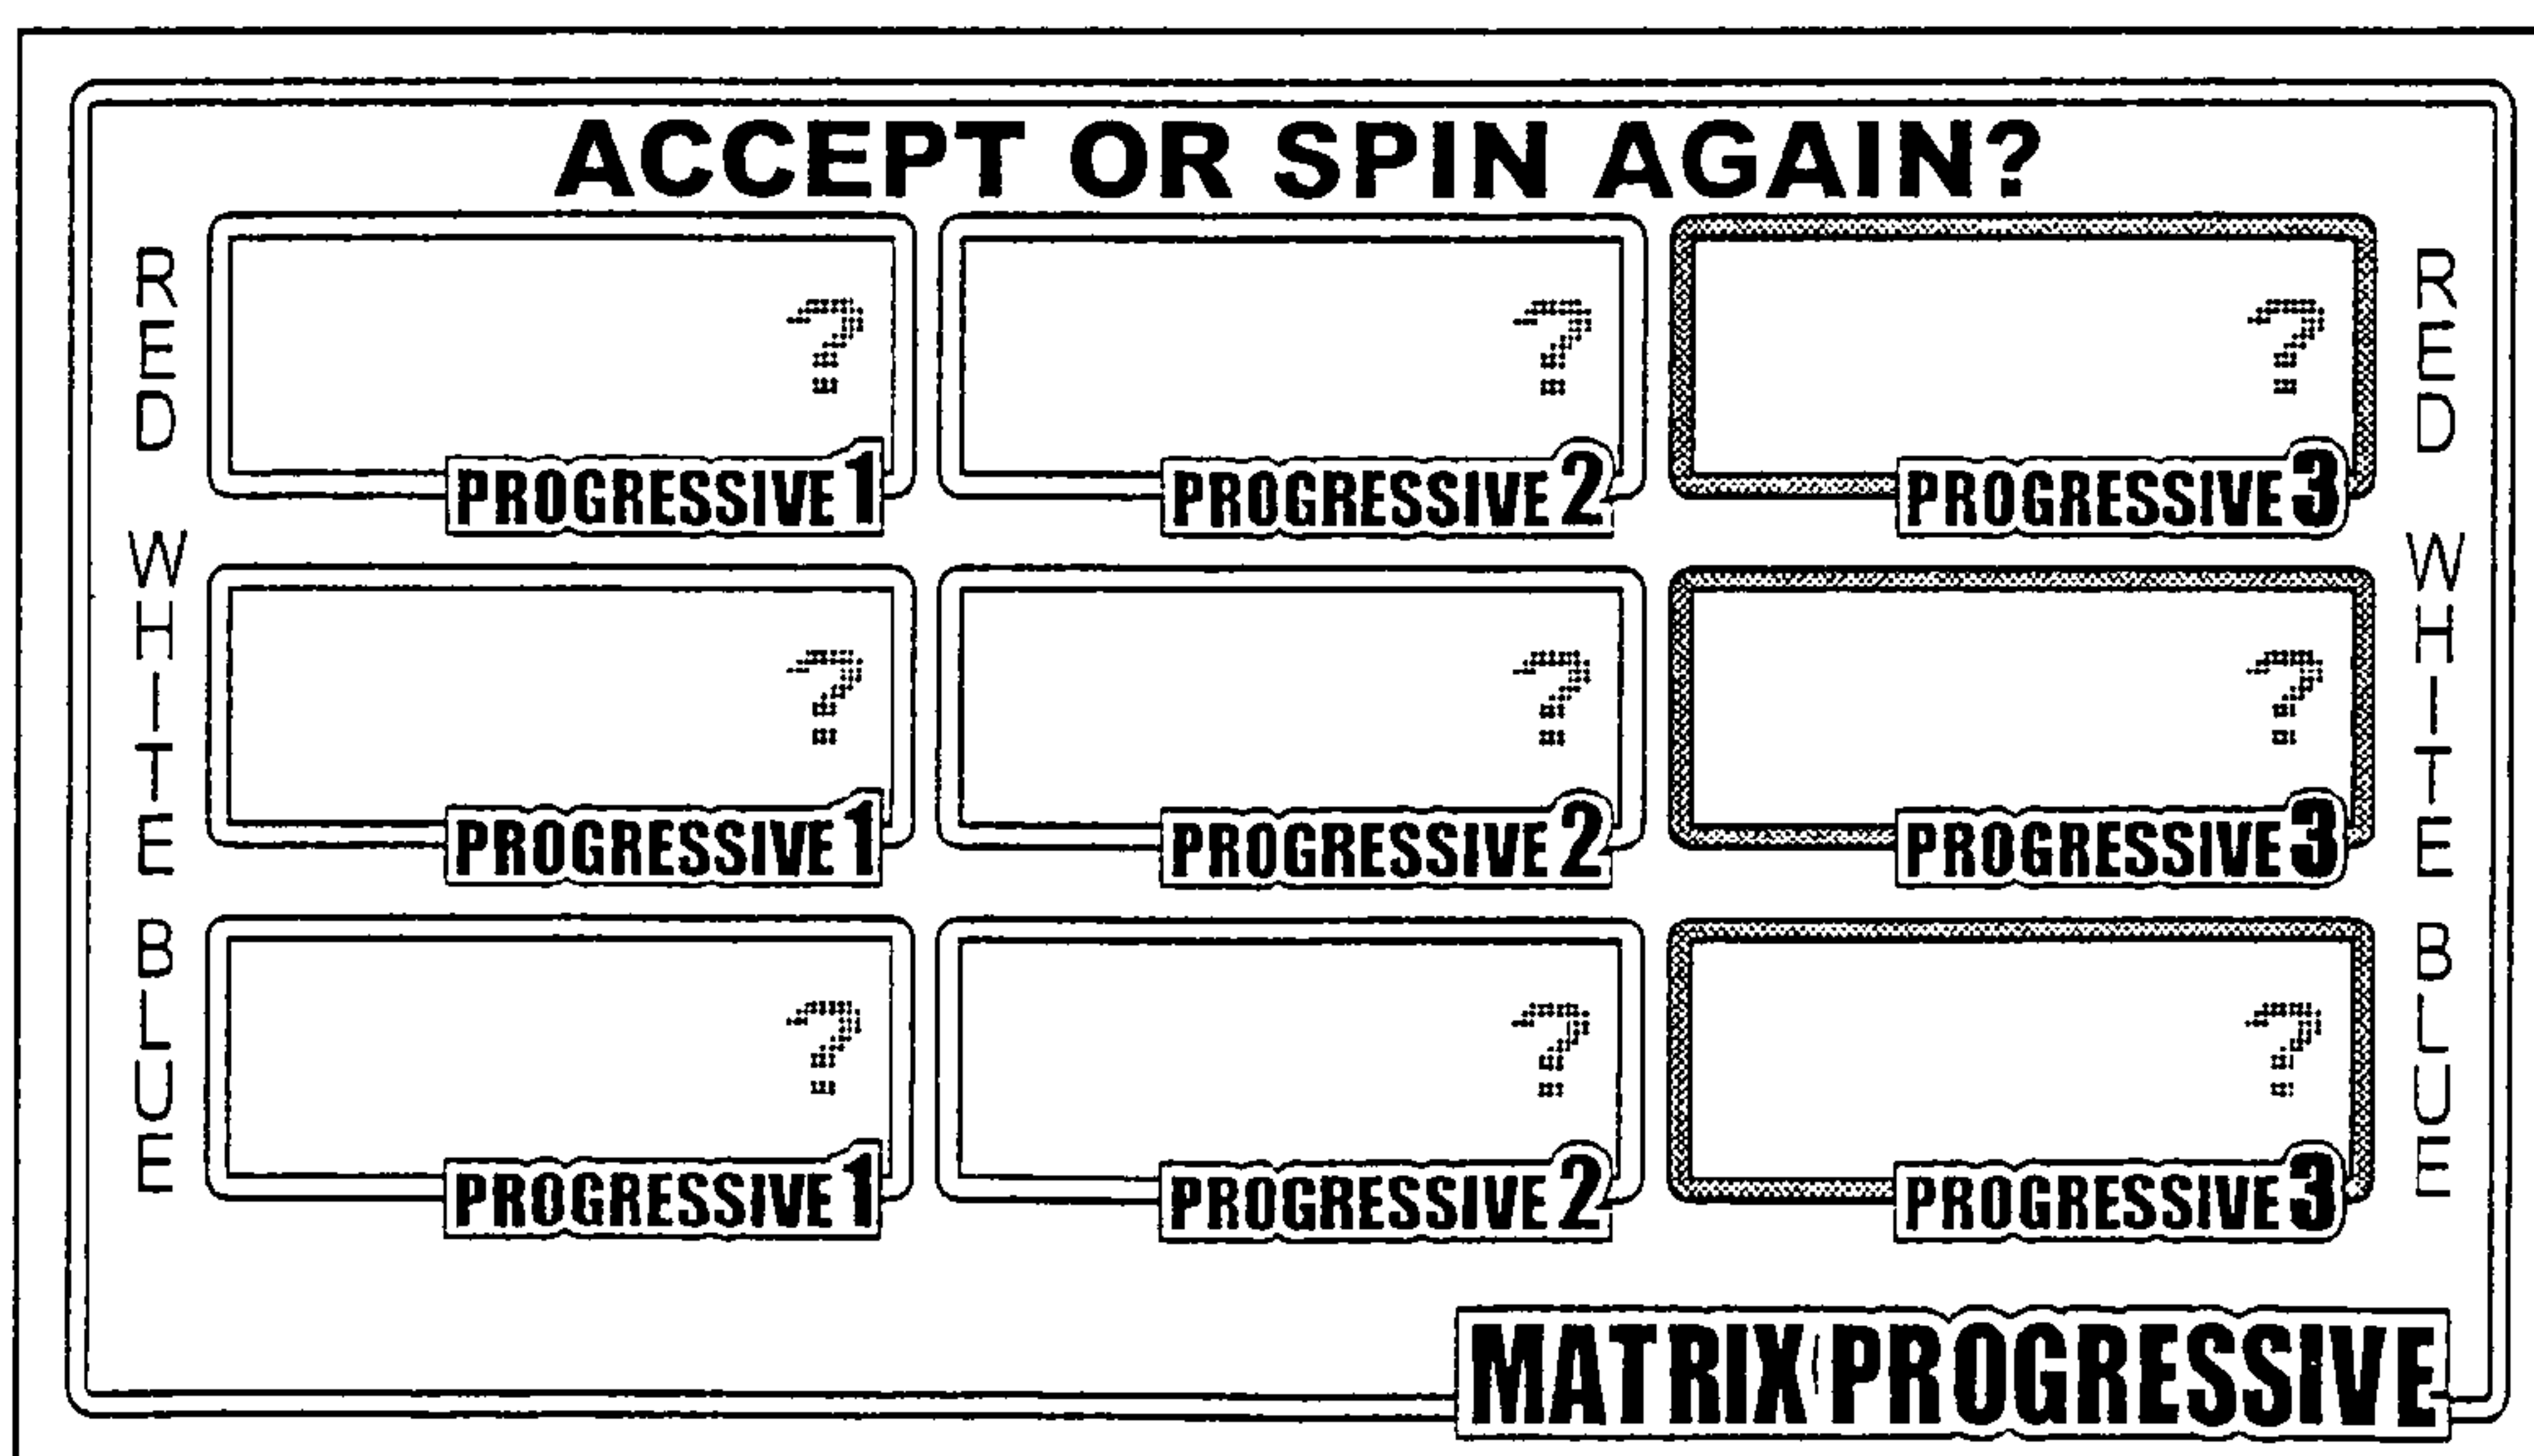 ACCEPT OR SPIN AGAIN?
RED ? ? ? RED
PROGRESSIVE 1 PROGRESSIVE 2 PROGRESSIVE 3
WHITE ? ? ? WHITE
PROGRESSIVE 1 PROGRESSIVE 2 PROGRESSIVE 3
BLUE ? ? ? BLUE
PROGRESSIVE 1 PROGRESSIVE 2 PROGRESSIVE 3
MATRIX PROGRESSIVE